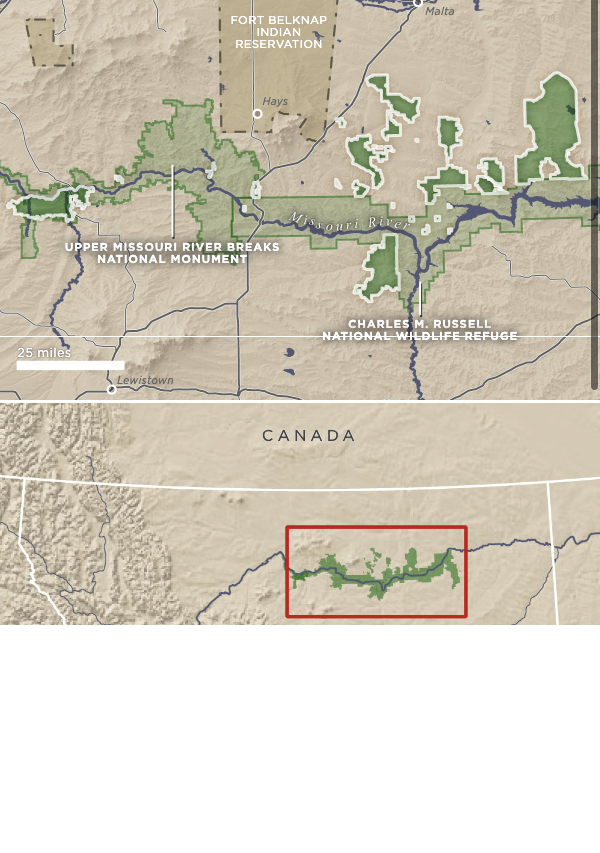 Malta
FORT BELKNAP
INDIAN
RESERVATION
Hays
Missouri River
UPPER MISSOURI RIVER BREAKS
NATIONAL MONUMENT
CHARLES M. RUSSELL
NATIONAL WILDLIFE REFUGE
25 miles
Lewistown
CANADA